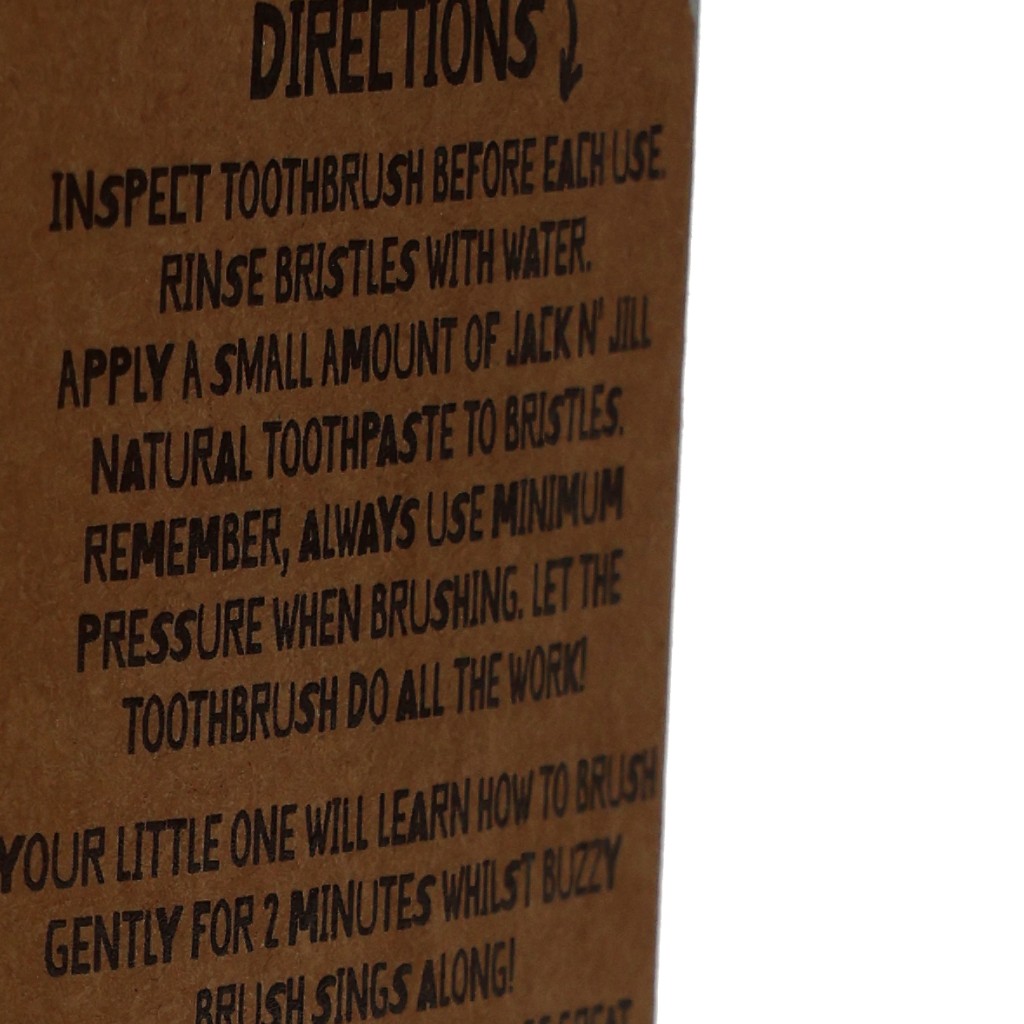 DIRECTIONS
INSPECT TOOTHBRUSH BEFORE EACH USE.
RINSE BRISTLES WITH WATER.
APPLY A SMALL AMOUNT OF JACK N' JILL
NATURAL TOOTHPASTE TO BRISTLES.
REMEMBER, ALWAYS USE MINIMUM
PRESSURE WHEN BRUSHING. LET THE
TOOTHBRUSH DO ALL THE WORK!
YOUR LITTLE ONE WILL LEARN HOW TO BRUSH
GENTLY FOR 2 MINUTES WHILST BUZZY
BRUSH SINGS ALONG!
GREAT